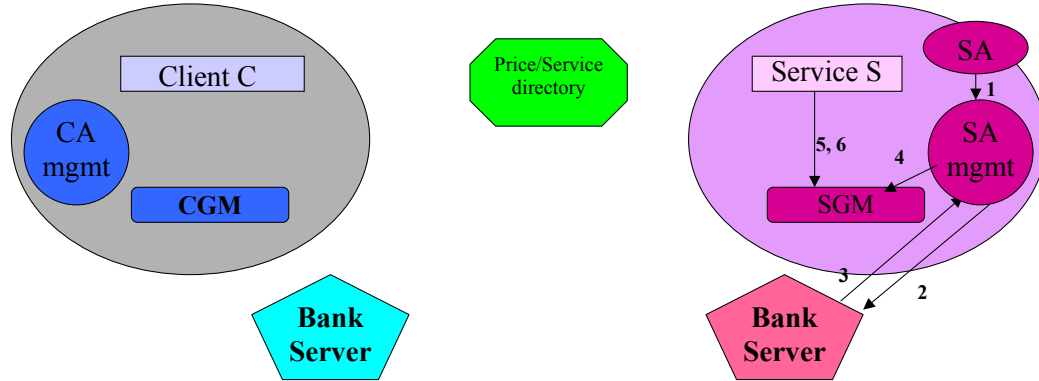 Client C
CA
mgmt
CGM
Bank
Server
Price/Service
directory
Service S
SA
1
SA
mgmt
5, 6
4
SGM
3
2
Bank
Server